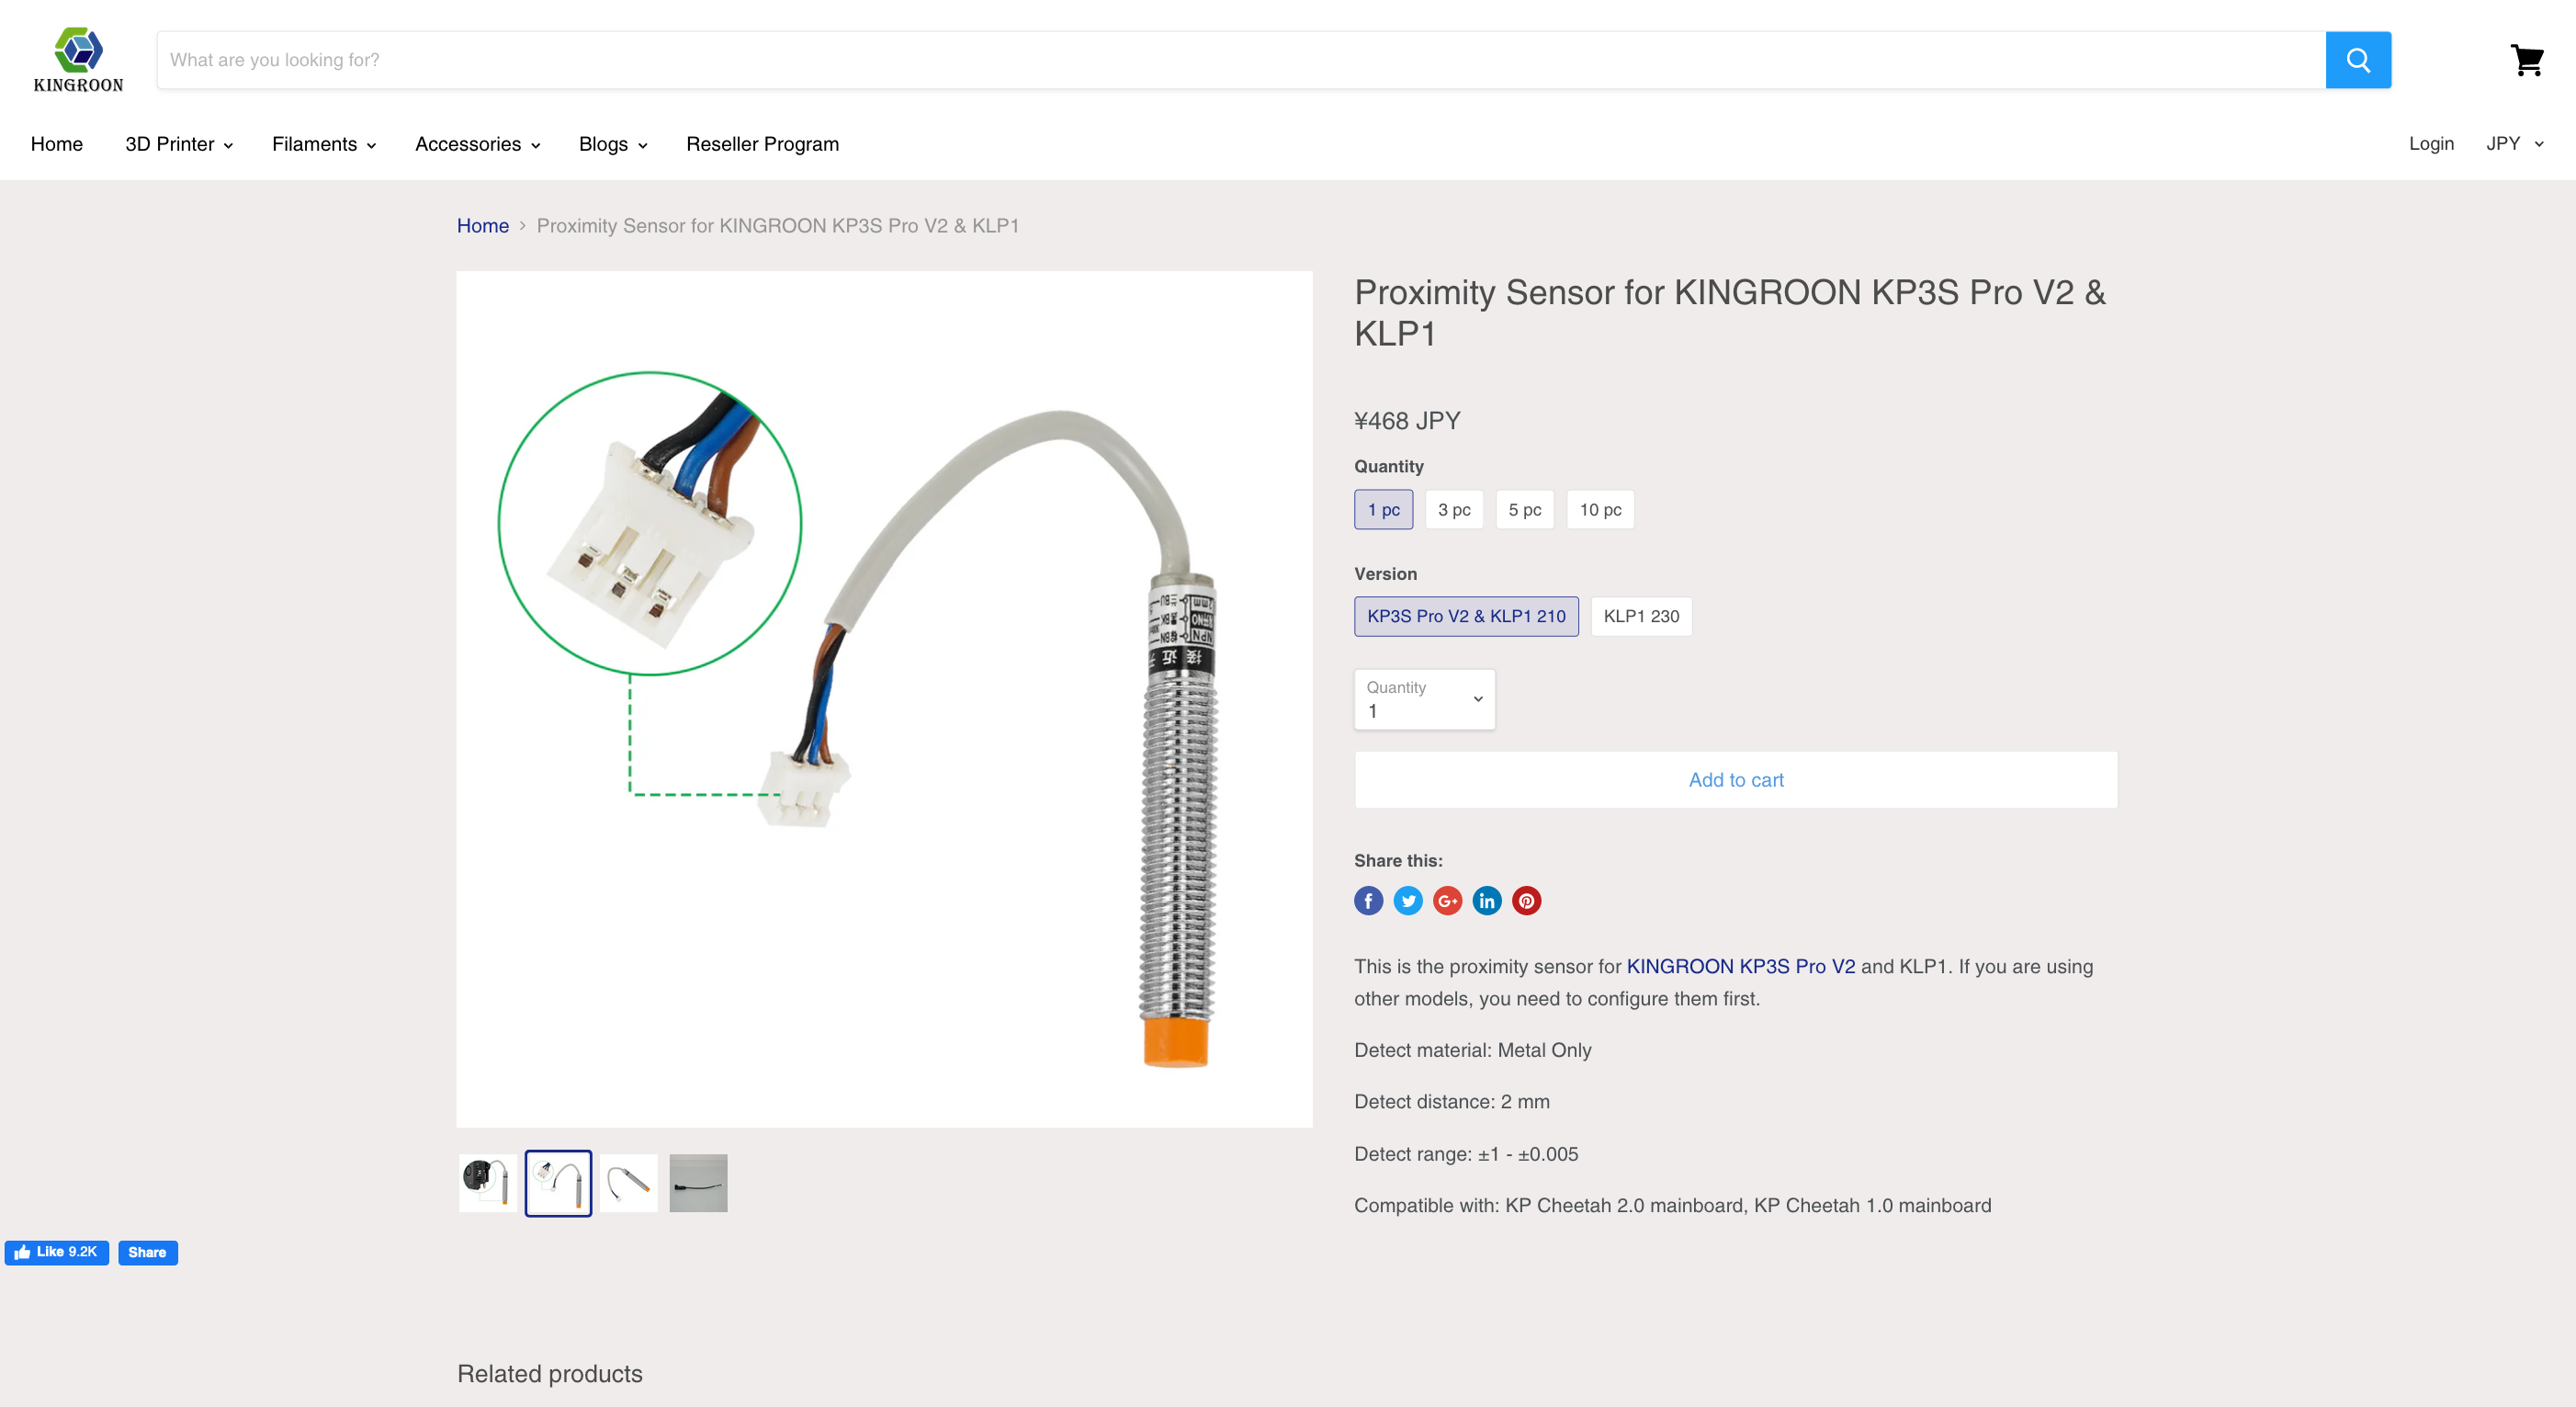 KINGROON
What are you looking for?
Home
3D Printer
Filaments
Accessories
Blogs
Reseller Program
Login
JPY
Home > Proximity Sensor for KINGROON KP3S Pro V2 & KLP1
Proximity Sensor for KINGROON KP3S Pro V2 &
KLP1
¥468 JPY
Quantity
1 pc
3 pc
5 pc
10 pc
Version
KP3S Pro V2 & KLP1 210
KLP1 230
Quantity
1
Add to cart
Share this:
This is the proximity sensor for KINGROON KP3S Pro V2 and KLP1. If you are using
other models, you need to configure them first.
Detect material: Metal Only
Detect distance: 2 mm
Detect range: ±1 - ±0.005
Compatible with: KP Cheetah 2.0 mainboard, KP Cheetah 1.0 mainboard
NPN
接近开
Like 9.2K
Share
Related products